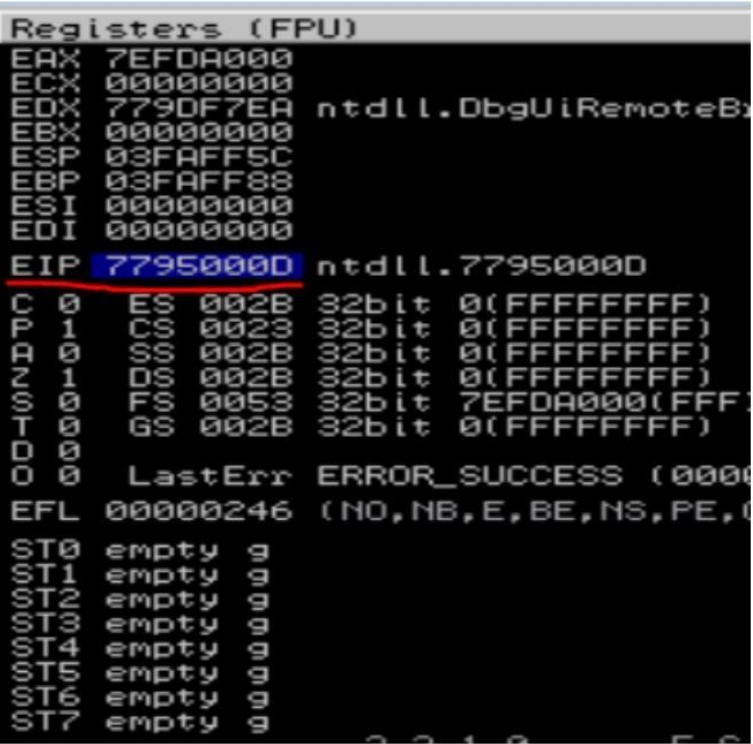 Registers (FPU)
EAX 7EFDA000
ECX 00000000
EDX 779DF7EA ntdll.DbgUiRemoteB
EBX 00000000
ESP 03FAFF5C
EBP 03FAFF88
ESI 00000000
EDI 00000000
EIP 7795000D ntdll.7795000D
C 0 ES 002B 32bit 0(FFFFFFFF)
P 1 CS 0023 32bit 0(FFFFFFFF)
A 0 SS 002B 32bit 0(FFFFFFFF)
Z 1 DS 002B 32bit 0(FFFFFFFF)
S 0 FS 0053 32bit 7EFDA000(FFF
T 0 GS 002B 32bit 0(FFFFFFFF)
D 0
O 0 LastErr ERROR_SUCCESS (000
EFL 00000246 (NO,NB,E,BE,NS,PE,
ST0 empty g
ST1 empty g
ST2 empty g
ST3 empty g
ST4 empty g
ST5 empty g
ST6 empty g
ST7 empty g